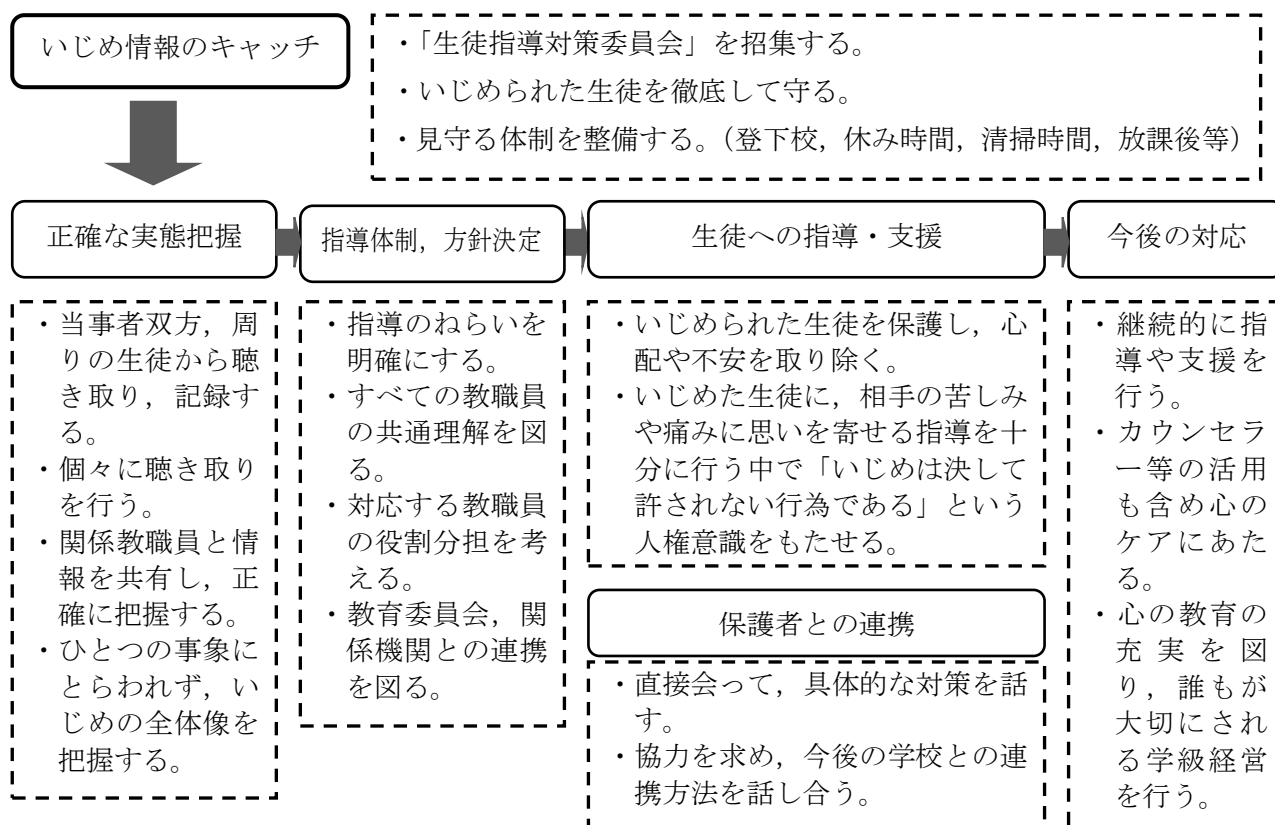 いじめ情報のキャッチ
・「生徒指導対策委員会」を招集する。
・いじめられた生徒を徹底して守る。
・見守る体制を整備する。（登下校，休み時間，清掃時間，放課後等）
正確な実態把握
・当事者双方，周
りの生徒から聴
き取り，記録す
る。
・個々に聴き取り
を行う。
・関係教職員と情
報を共有し，正
確に把握する。
・ひとつの事象に
とらわれず，い
じめの全体像を
把握する。
指導体制，方針決定
・指導のねらいを
明確にする。
・すべての教職員
の共通理解を図
る。
・対応する教職員
の役割分担を考
える。
・教育委員会，関
係機関との連携
を図る。
生徒への指導・支援
・いじめられた生徒を保護し，心
配や不安を取り除く。
・いじめた生徒に，相手の苦しみ
や痛みに思いを寄せる指導を十
分に行う中で「いじめは決して
許されない行為である」という
人権意識をもたせる。
保護者との連携
・直接会って，具体的な対策を話
す。
・協力を求め，今後の学校との連
携方法を話し合う。
今後の対応
・継続的に指
導や支援を
行う。
・カウンセラ
ー等の活用
も含め心の
ケアにあた
る。
・心の教育の
充実を図
り，誰もが
大切にされ
る学級経営
を行う。